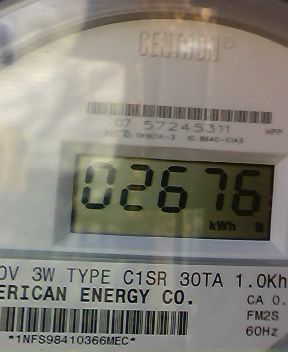 CENTRON®
07 57245311
HPP
02676
kWh
0V 3W TYPE C1SR 30TA 1.0Kh
ERICAN ENERGY CO.
CA 0.
FM2S
60Hz
*1NFS98410366MEC*